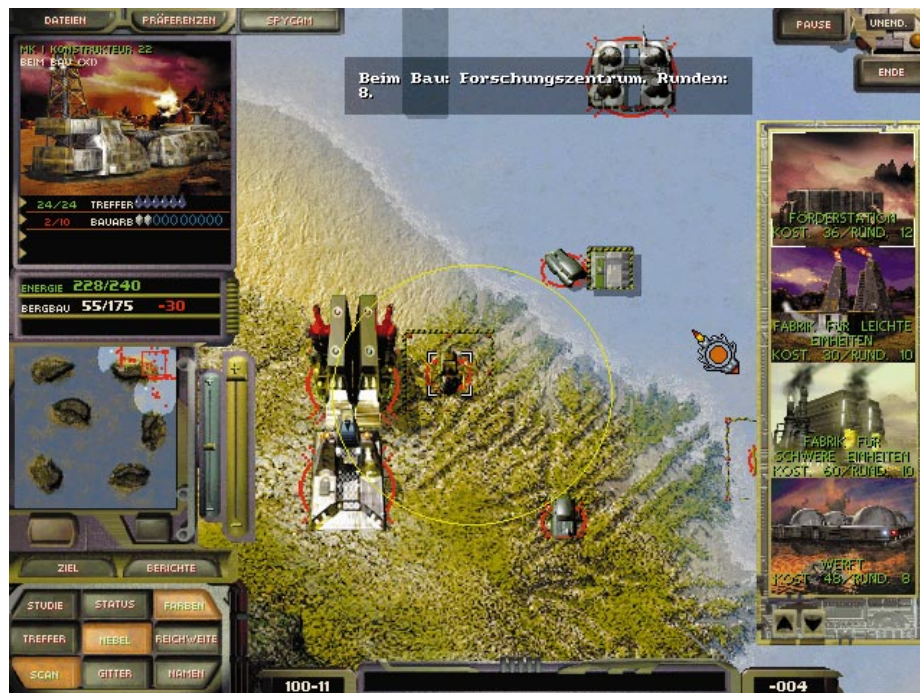 DATEIEN
PRÄFERENZEN
SPYCAM
PAUSE
UNEND.
ENDE
MK I KONSTRUKTEUR 22
BEIM BAU (XI)
Beim Bau: Forschungszentrum. Runden:
8.
24/24 TREFFER
2/10 BAUARB
ENERGIE 228/240
BERGBAU 55/175 -30
FÖRDERSTATION
KOST. 36/RUND. 12
FABRIK FÜR LEICHTE
EINHEITEN
KOST. 30/RUND. 10
FABRIK FÜR
SCHWERE EINHEITEN
KOST. 60/RUND. 10
WERFT
KOST. 48/RUND. 8
ZIEL
BERICHTE
STUDIE
STATUS
FARBEN
TREFFER
NEBEL
REICHWEITE
SCAN
GITTER
NAMEN
100-11
-004